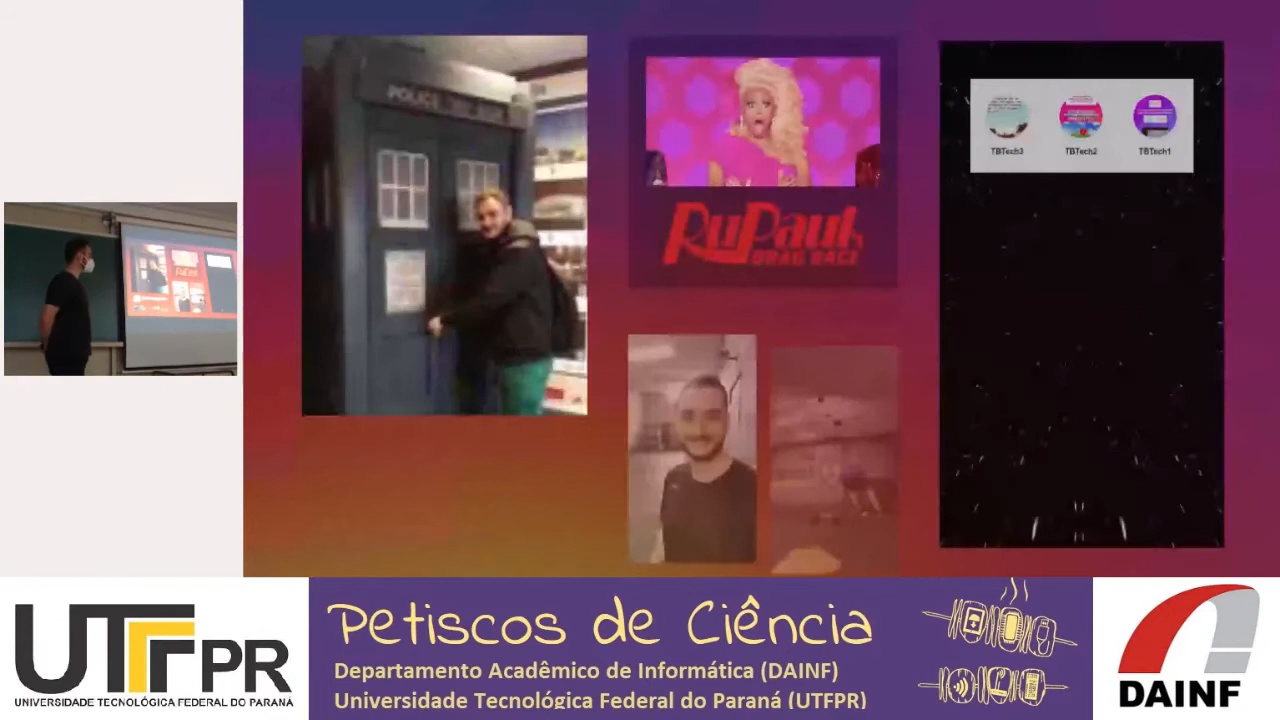 POLICE
RuPaul's
DRAG RACE
TBTech3
TBTech2
TBTech1
UTFPR
UNIVERSIDADE TECNOLÓGICA FEDERAL DO PARANÁ
Petiscos de Ciência
Departamento Acadêmico de Informática (DAINF)
Universidade Tecnológica Federal do Paraná (UTFPR)
DAINF